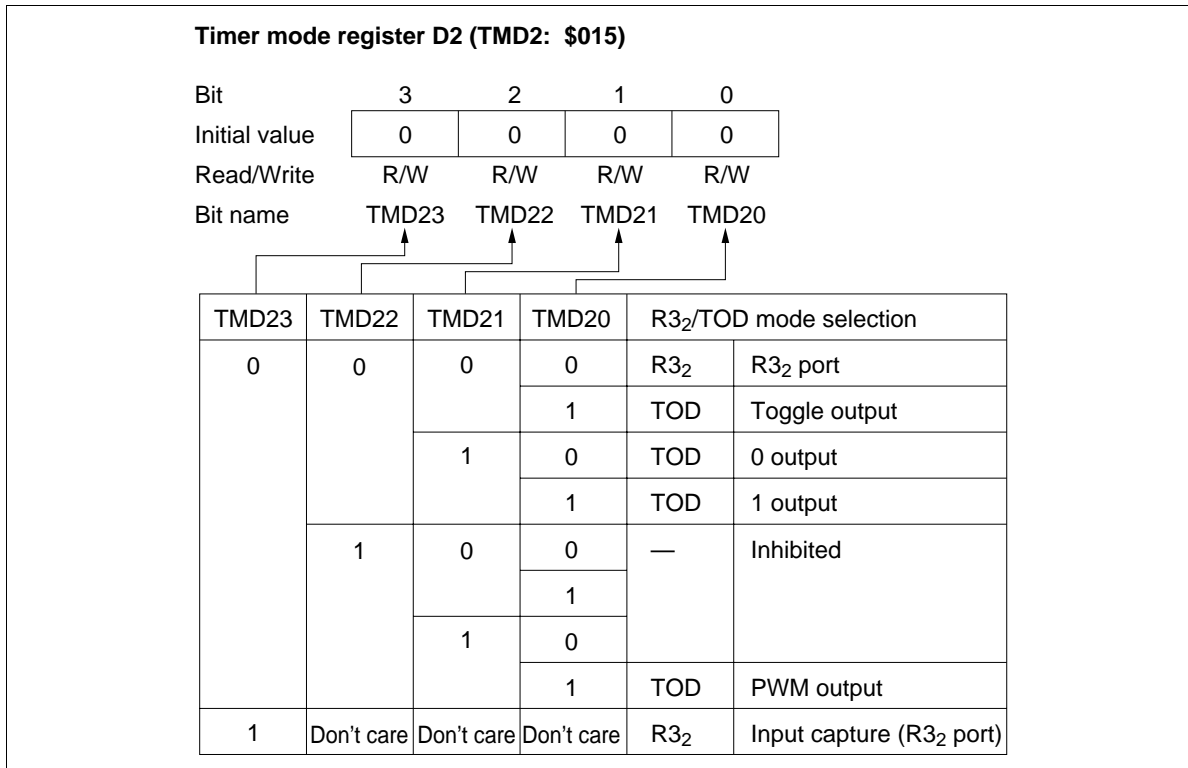 Timer mode register D2 (TMD2: $015)
Bit 3 2 1 0
Initial value 0 0 0 0
Read/Write R/W R/W R/W R/W
Bit name TMD23 TMD22 TMD21 TMD20
TMD23 TMD22 TMD21 TMD20 R3₂/TOD mode selection
0 0 0 0 R3₂ R3₂ port
1 TOD Toggle output
1 0 TOD 0 output
1 TOD 1 output
1 0 0 — Inhibited
1
1 0
1 TOD PWM output
1 Don't care Don't care Don't care R3₂ Input capture (R3₂ port)